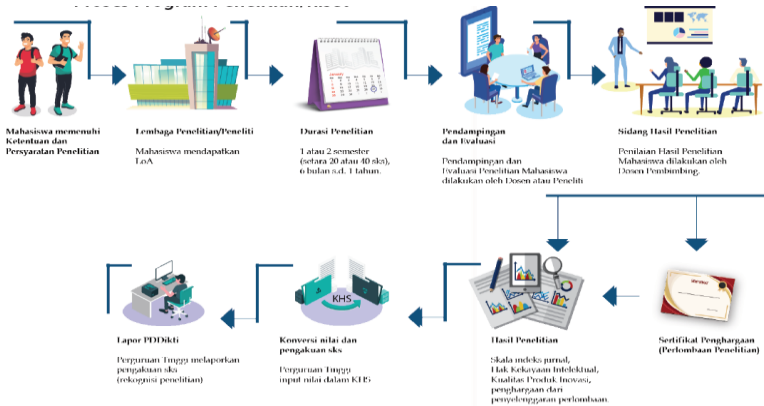 Mahasiswa memenuhi
Ketentuan dan
Persyaratan Penelitian
Lembaga Penelitian/Peneliti
Mahasiswa mendapatkan
LoA
Durasi Penelitian
1 atau 2 semester
(setara 20 atau 40 sks),
6 bulan s.d. 1 tahun.
Pendampingan
dan Evaluasi
Pendampingan dan
Evaluasi Penelitian Mahasiswa
dilakukan oleh Dosen atau Peneliti
Sidang Hasil Penelitian
Penilaian Hasil Penelitian
Mahasiswa dilakukan oleh
Dosen Pembimbing.
Lapor PDDikti
Perguruan Tinggi melaporkan
pengakuan sks
(rekognisi penelitian)
KHS
Konversi nilai dan
pengakuan sks
Perguruan Tinggi
input nilai dalam KHS
Hasil Penelitian
Skala indeks jurnal,
Hak Kekayaan Intelektual,
Kualitas Produk Inovasi,
penghargaan dari
penyelenggaran perlombaan.
Sertifikat Penghargaan
(Perlombaan Penelitian)